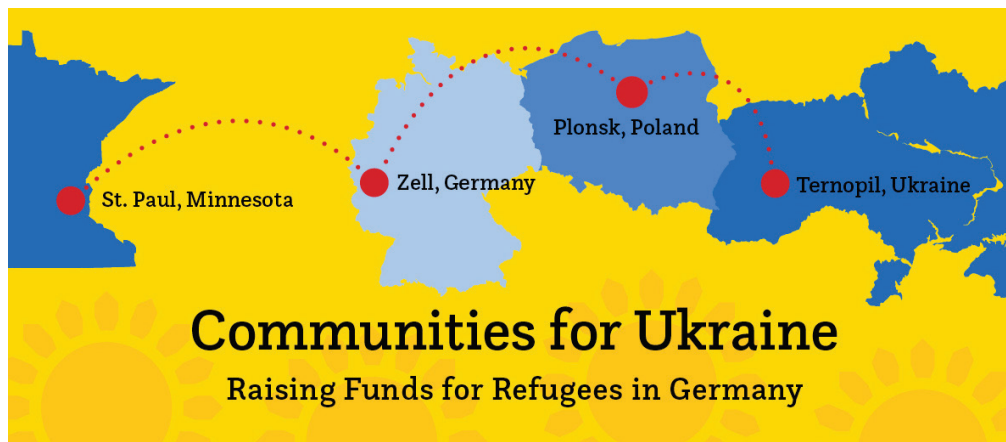 Plonsk, Poland
Zell, Germany
Ternopil, Ukraine
St. Paul, Minnesota
Communities for Ukraine
Raising Funds for Refugees in Germany